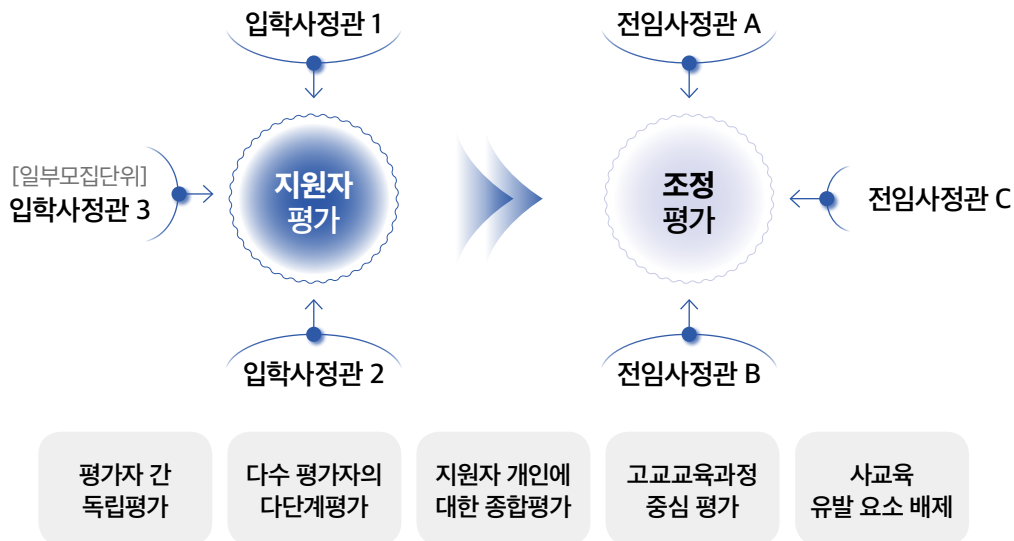 입학사정관 1
[일부모집단위]
입학사정관 3
지원자
평가
입학사정관 2
전임사정관 A
조정
평가
전임사정관 C
전임사정관 B
평가자 간
독립평가
다수 평가자의
다단계평가
지원자 개인에
대한 종합평가
고교교육과정
중심 평가
사교육
유발 요소 배제